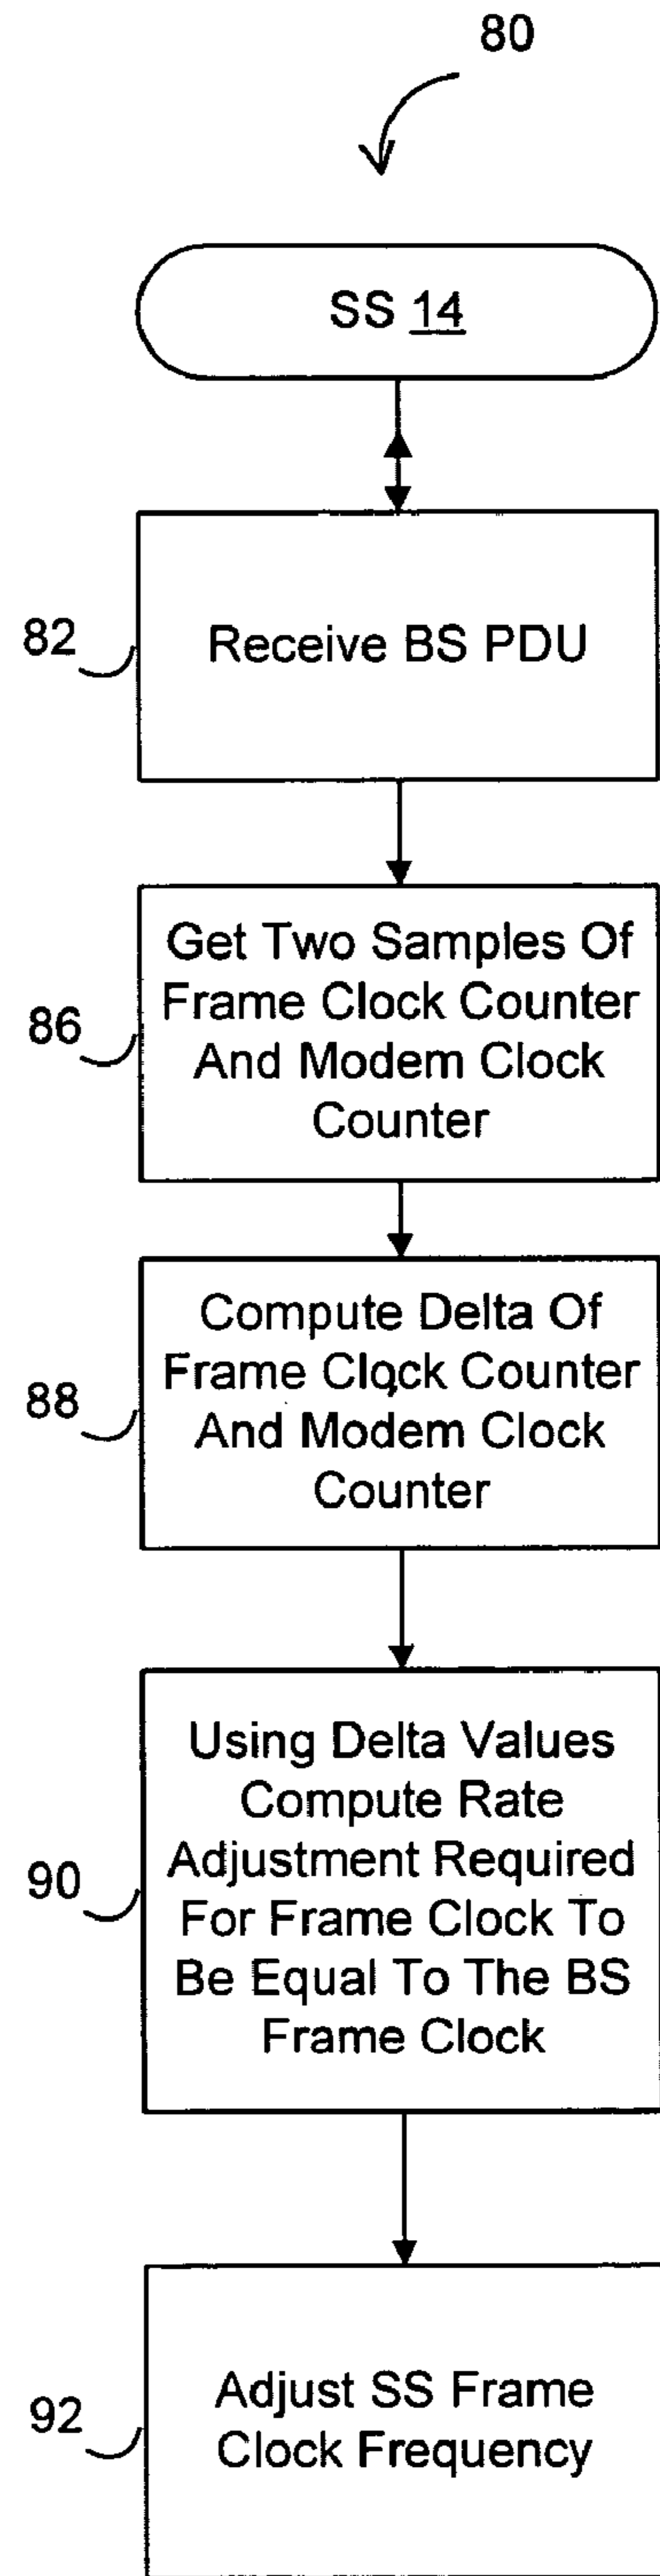 80
SS 14
82
Receive BS PDU
86
Get Two Samples Of
Frame Clock Counter
And Modem Clock
Counter
88
Compute Delta Of
Frame Clock Counter
And Modem Clock
Counter
90
Using Delta Values
Compute Rate
Adjustment Required
For Frame Clock To
Be Equal To The BS
Frame Clock
92
Adjust SS Frame
Clock Frequency